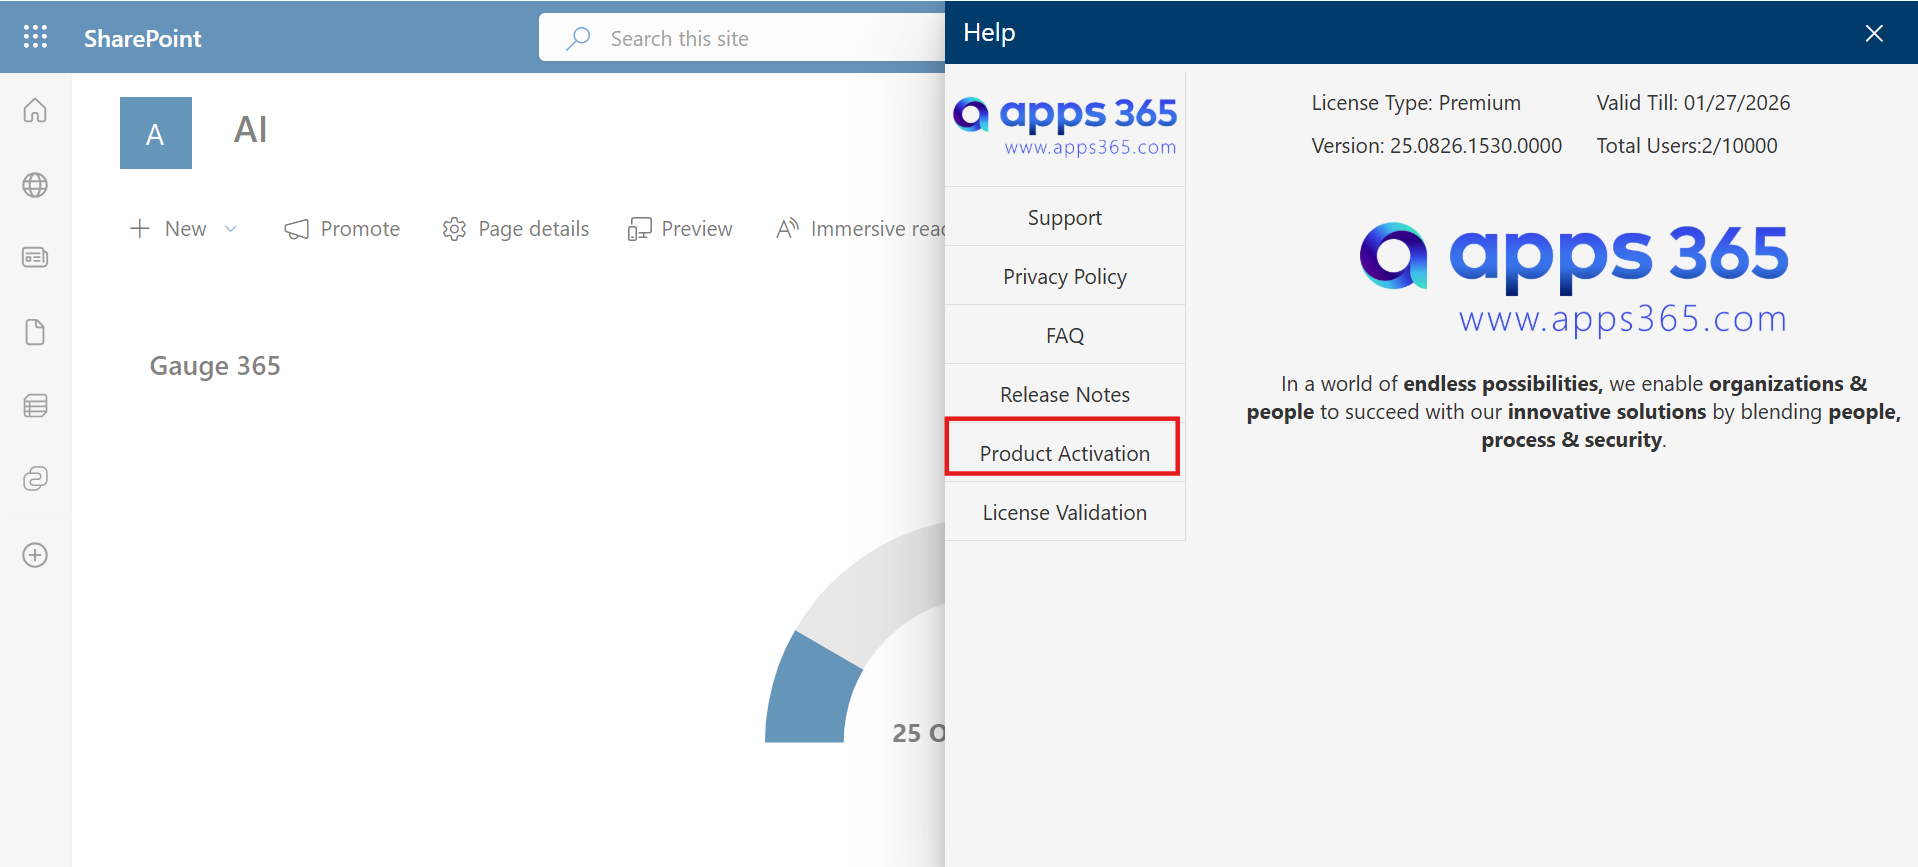 SharePoint
Search this site
A
AI
New
Promote
Page details
Preview
Immersive reac
Gauge 365
25 O
Help
apps 365
www.apps365.com
Support
Privacy Policy
FAQ
Release Notes
Product Activation
License Validation
License Type: Premium
Valid Till: 01/27/2026
Version: 25.0826.1530.0000
Total Users:2/10000
apps 365
www.apps365.com
In a world of endless possibilities, we enable organizations &
people to succeed with our innovative solutions by blending people,
process & security.